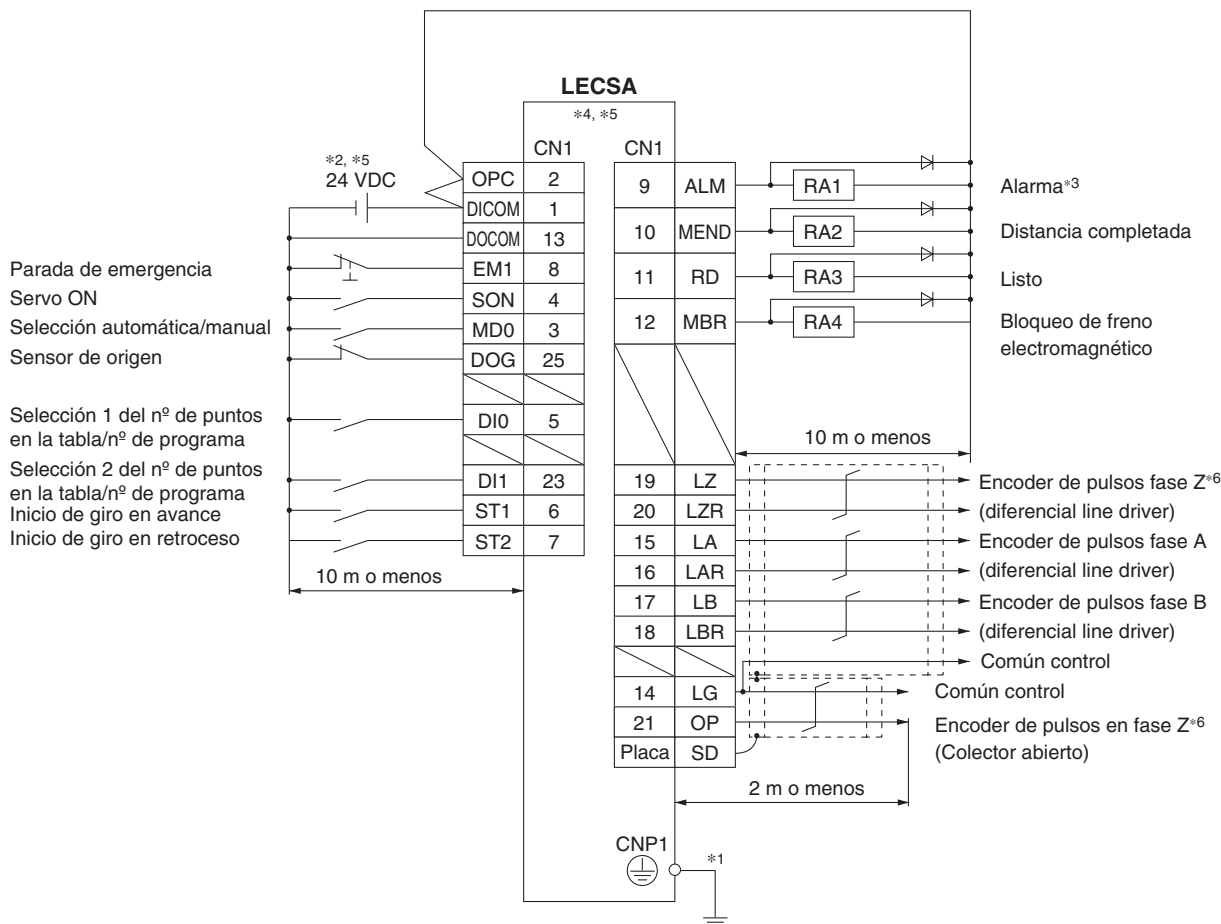 LECSA
*4, *5
CN1
CN1
*2, *5
24 VDC
OPC 2
DICOM 1
DOCOM 13
Parada de emergencia
EM1 8
Servo ON
SON 4
Selección automática/manual
MD0 3
Sensor de origen
DOG 25
Selección 1 del nº de puntos
en la tabla/nº de programa
DI0 5
Selección 2 del nº de puntos
en la tabla/nº de programa
DI1 23
Inicio de giro en avance
ST1 6
Inicio de giro en retroceso
ST2 7
10 m o menos
9 ALM RA1 Alarma*3
10 MEND RA2 Distancia completada
11 RD RA3 Listo
12 MBR RA4 Bloqueo de freno
electromagnético
10 m o menos
19 LZ Encoder de pulsos fase Z*6
20 LZR (diferencial line driver)
15 LA Encoder de pulsos fase A
16 LAR (diferencial line driver)
17 LB Encoder de pulsos fase B
18 LBR (diferencial line driver)
Común control
14 LG Común control
21 OP Encoder de pulsos en fase Z*6
(Colector abierto)
Placa SD
2 m o menos
CNP1
*1